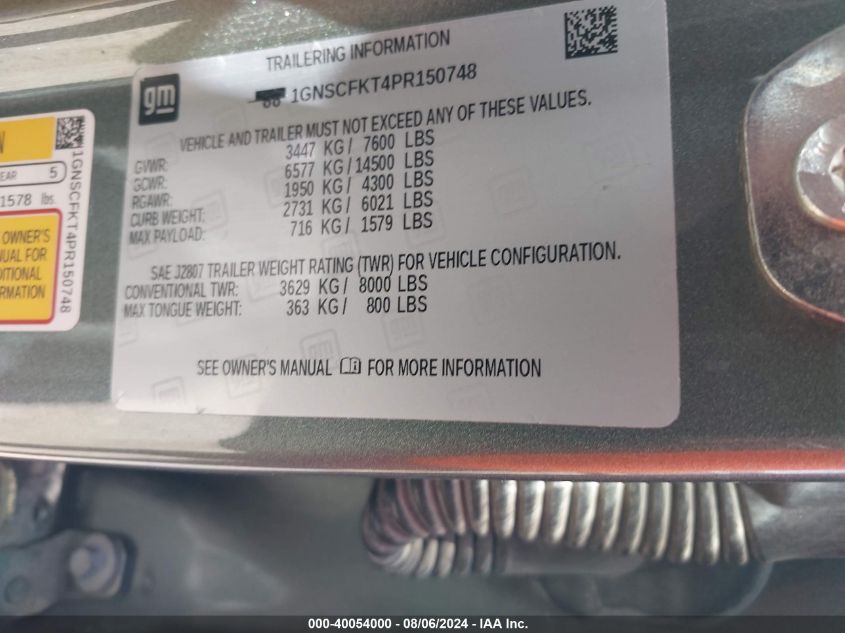 TRAILERING INFORMATION
gm
1GNSCFKT4PR150748
VEHICLE AND TRAILER MUST NOT EXCEED ANY OF THESE VALUES.
GVWR: 3447 KG/ 7600 LBS
GCWR: 6577 KG/14500 LBS
RGAWR: 1950 KG/ 4300 LBS
CURB WEIGHT: 2731 KG/ 6021 LBS
MAX PAYLOAD: 716 KG/ 1579 LBS
SAE J2807 TRAILER WEIGHT RATING (TWR) FOR VEHICLE CONFIGURATION.
CONVENTIONAL TWR: 3629 KG/ 8000 LBS
MAX TONGUE WEIGHT: 363 KG/ 800 LBS
SEE OWNER'S MANUAL FOR MORE INFORMATION
N
EAR 5
1578 lbs.
OWNER'S
UAL FOR
ITIONAL
RMATION
1GNSCFKT4PR150748
000-40054000 - 08/06/2024 - IAA Inc.